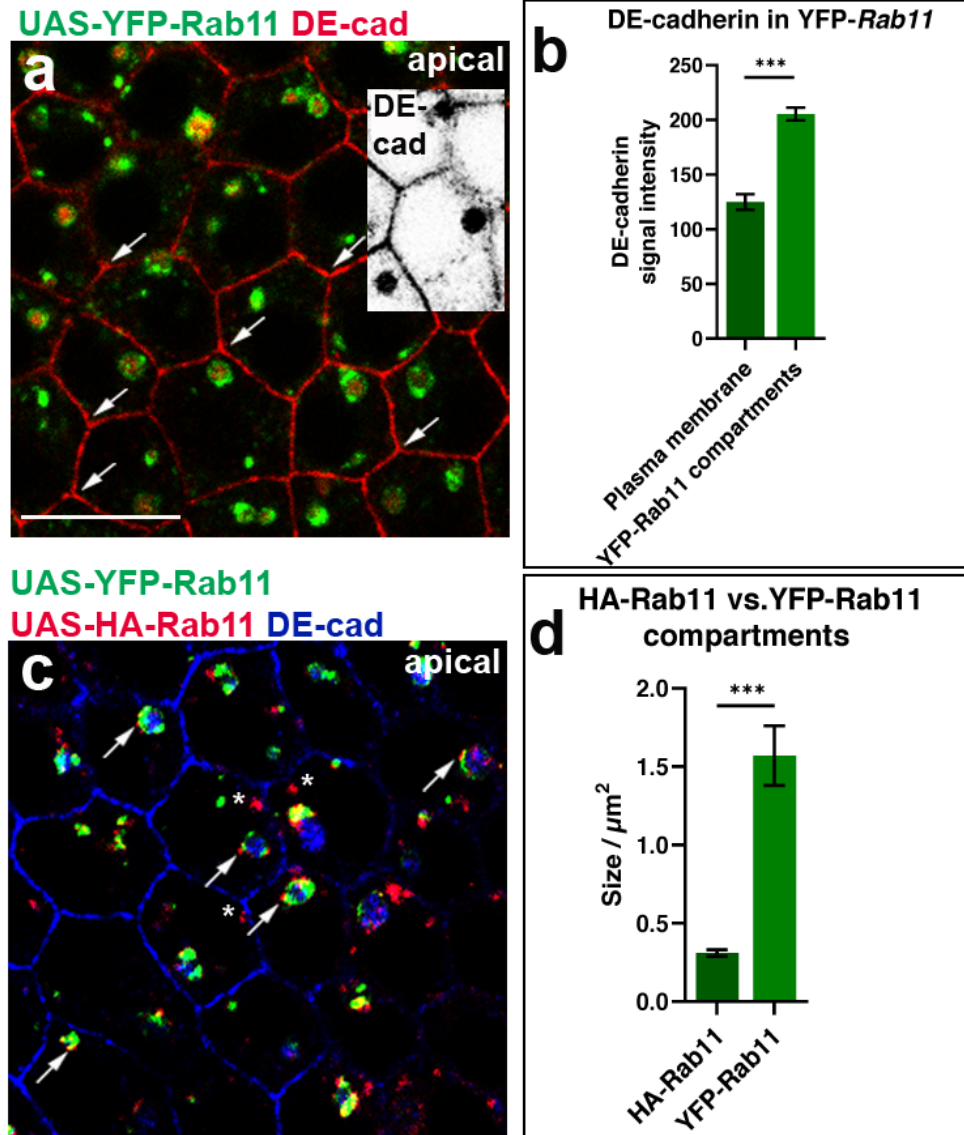 UAS-YFP-Rab11 DE-cad
a
apical
DE-
cad
b
DE-cadherin in YFP-Rab11
***
DE-cadherin
signal intensity
250
200
150
100
50
0
Plasma membrane
YFP-Rab11 compartments
UAS-YFP-Rab11
UAS-HA-Rab11 DE-cad
c
apical
*
*
*
d
HA-Rab11 vs.YFP-Rab11
compartments
***
Size / µm²
2.0
1.5
1.0
0.5
0.0
HA-Rab11
YFP-Rab11